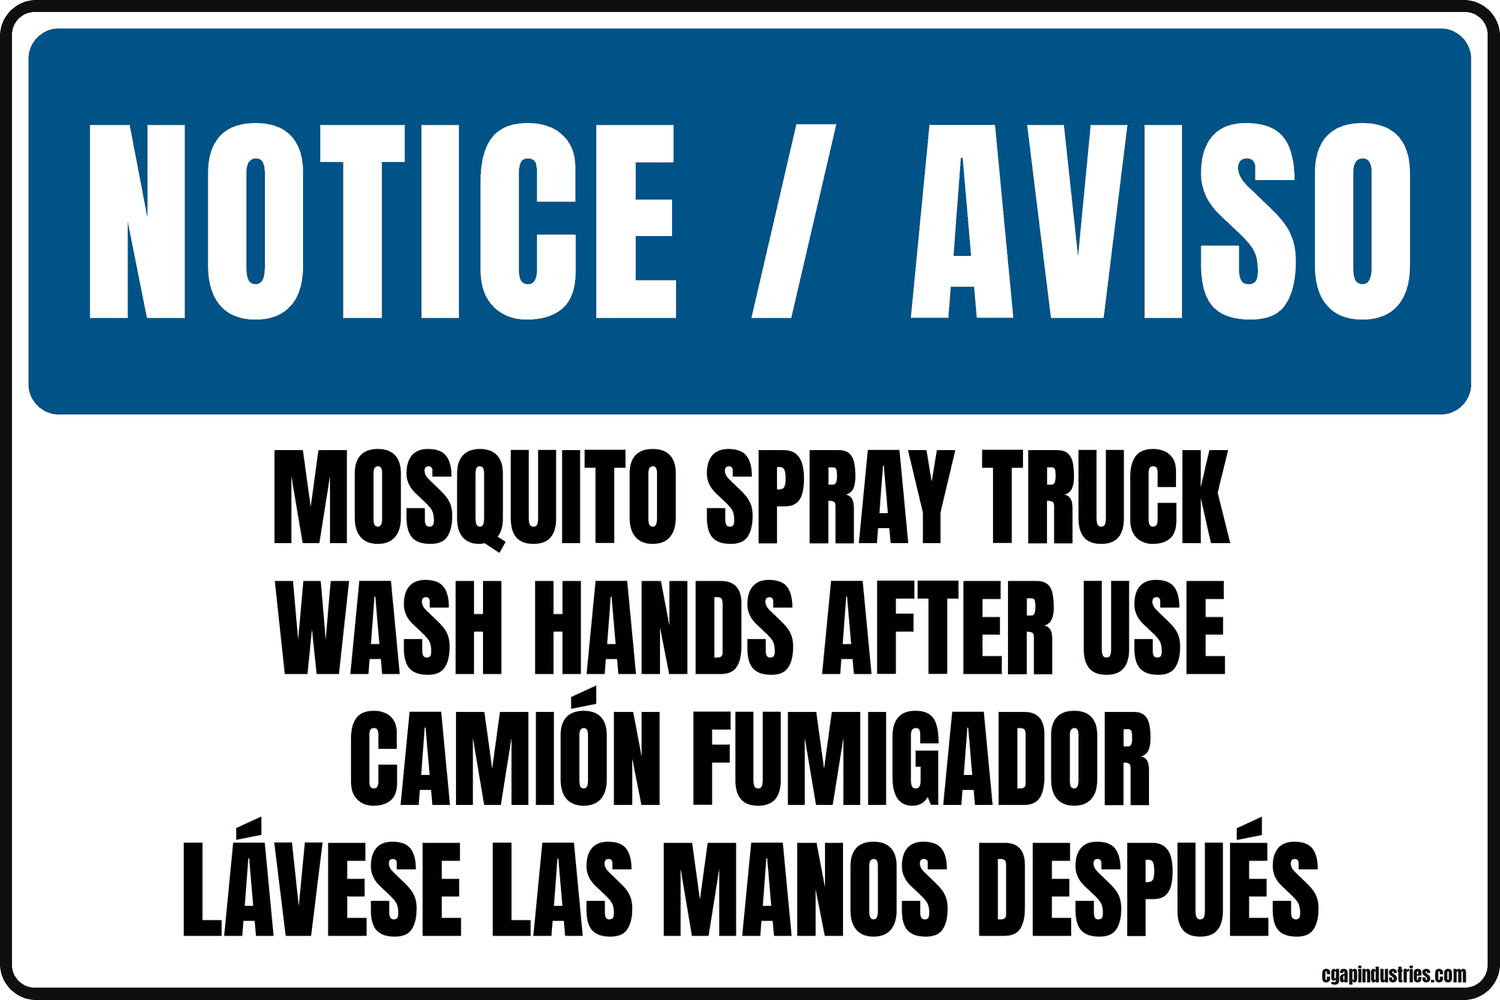 NOTICE / AVISO
MOSQUITO SPRAY TRUCK
WASH HANDS AFTER USE
CAMIÓN FUMIGADOR
LÁVESE LAS MANOS DESPUÉS
cgapindustries.com